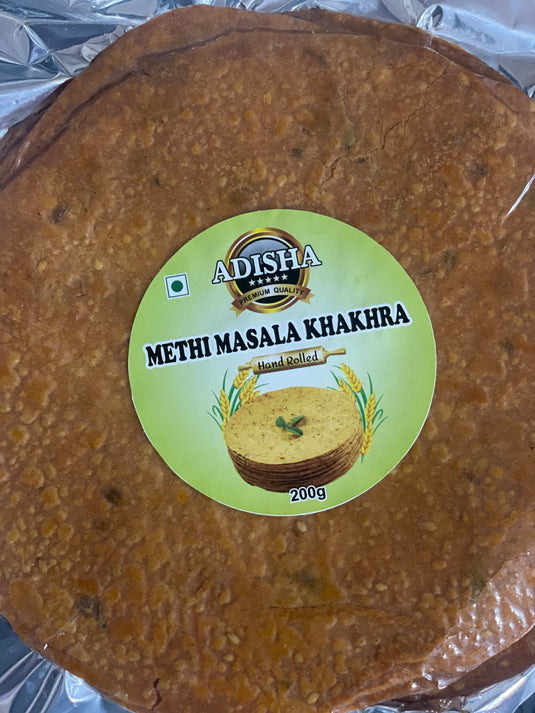 ADISHA
PREMIUM QUALITY
METHI MASALA KHAKHRA
Hand Rolled
200g